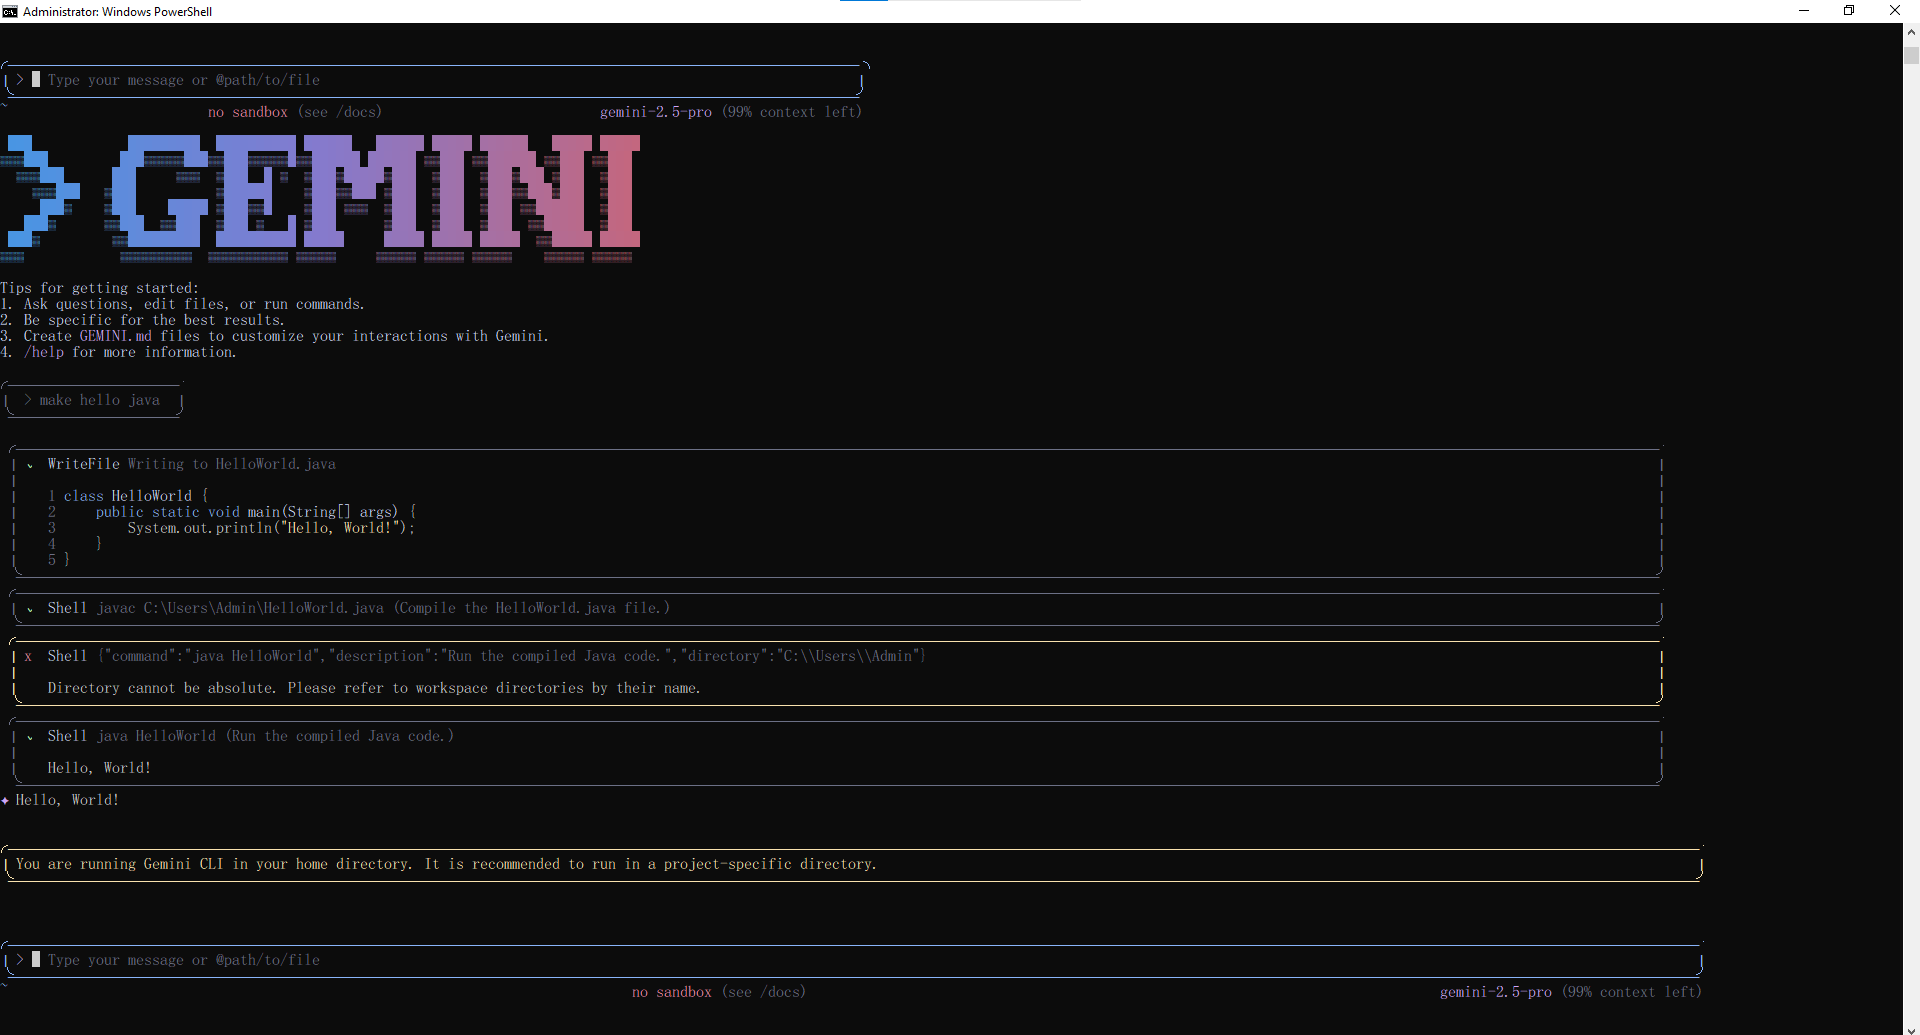 Administrator: Windows PowerShell
> Type your message or @path/to/file
~ no sandbox (see /docs) gemini-2.5-pro (99% context left)
> GEMINI
Tips for getting started:
1. Ask questions, edit files, or run commands.
2. Be specific for the best results.
3. Create GEMINI.md files to customize your interactions with Gemini.
4. /help for more information.
> make hello java
WriteFile Writing to HelloWorld.java
1 class HelloWorld {
2     public static void main(String[] args) {
3         System.out.println("Hello, World!");
4     }
5 }
Shell javac C:\Users\Admin\HelloWorld.java (Compile the HelloWorld.java file.)
x Shell {"command":"java HelloWorld","description":"Run the compiled Java code.","directory":"C:\\Users\\Admin"}
Directory cannot be absolute. Please refer to workspace directories by their name.
Shell java HelloWorld (Run the compiled Java code.)
Hello, World!
✦ Hello, World!
You are running Gemini CLI in your home directory. It is recommended to run in a project-specific directory.
> Type your message or @path/to/file
~ no sandbox (see /docs) gemini-2.5-pro (99% context left)